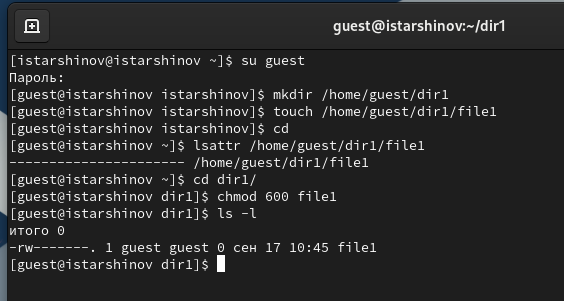 guest@istarshinov:~/dir1
[istarshinov@istarshinov ~]$ su guest
Пароль:
[guest@istarshinov istarshinov]$ mkdir /home/guest/dir1
[guest@istarshinov istarshinov]$ touch /home/guest/dir1/file1
[guest@istarshinov istarshinov]$ cd
[guest@istarshinov ~]$ lsattr /home/guest/dir1/file1
---------------------- /home/guest/dir1/file1
[guest@istarshinov ~]$ cd dir1/
[guest@istarshinov dir1]$ chmod 600 file1
[guest@istarshinov dir1]$ ls -l
итого 0
-rw-------. 1 guest guest 0 сен 17 10:45 file1
[guest@istarshinov dir1]$